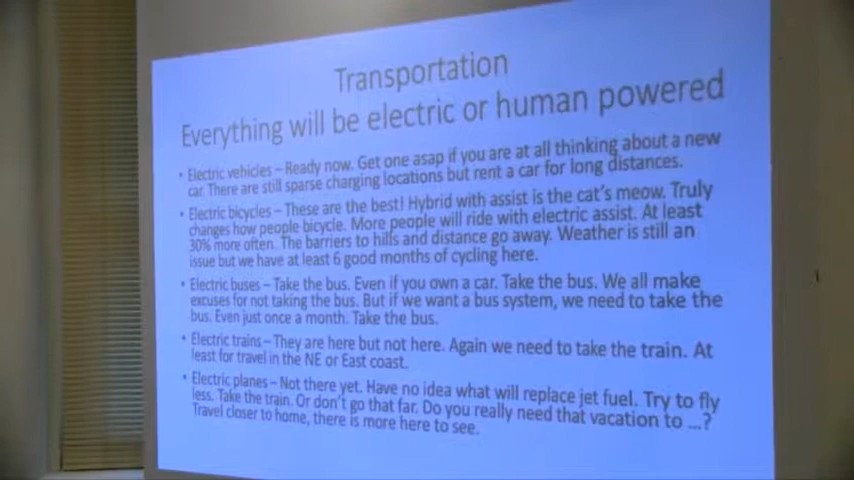 Transportation
Everything will be electric or human powered
• Electric vehicles – Ready now. Get one asap if you are at all thinking about a new
car. There are still sparse charging locations but rent a car for long distances.
• Electric bicycles – These are the best! Hybrid with assist is the cat's meow. Truly
changes how people bicycle. More people will ride with electric assist. At least
30% more often. The barriers to hills and distance go away. Weather is still an
issue but we have at least 6 good months of cycling here.
• Electric buses – Take the bus. Even if you own a car. Take the bus. We all make
excuses for not taking the bus. But if we want a bus system, we need to take the
bus. Even just once a month. Take the bus.
• Electric trains – They are here but not here. Again we need to take the train. At
least for travel in the NE or East coast.
• Electric planes – Not there yet. Have no idea what will replace jet fuel. Try to fly
less. Take the train. Or don't go that far. Do you really need that vacation to ...?
Travel closer to home, there is more here to see.